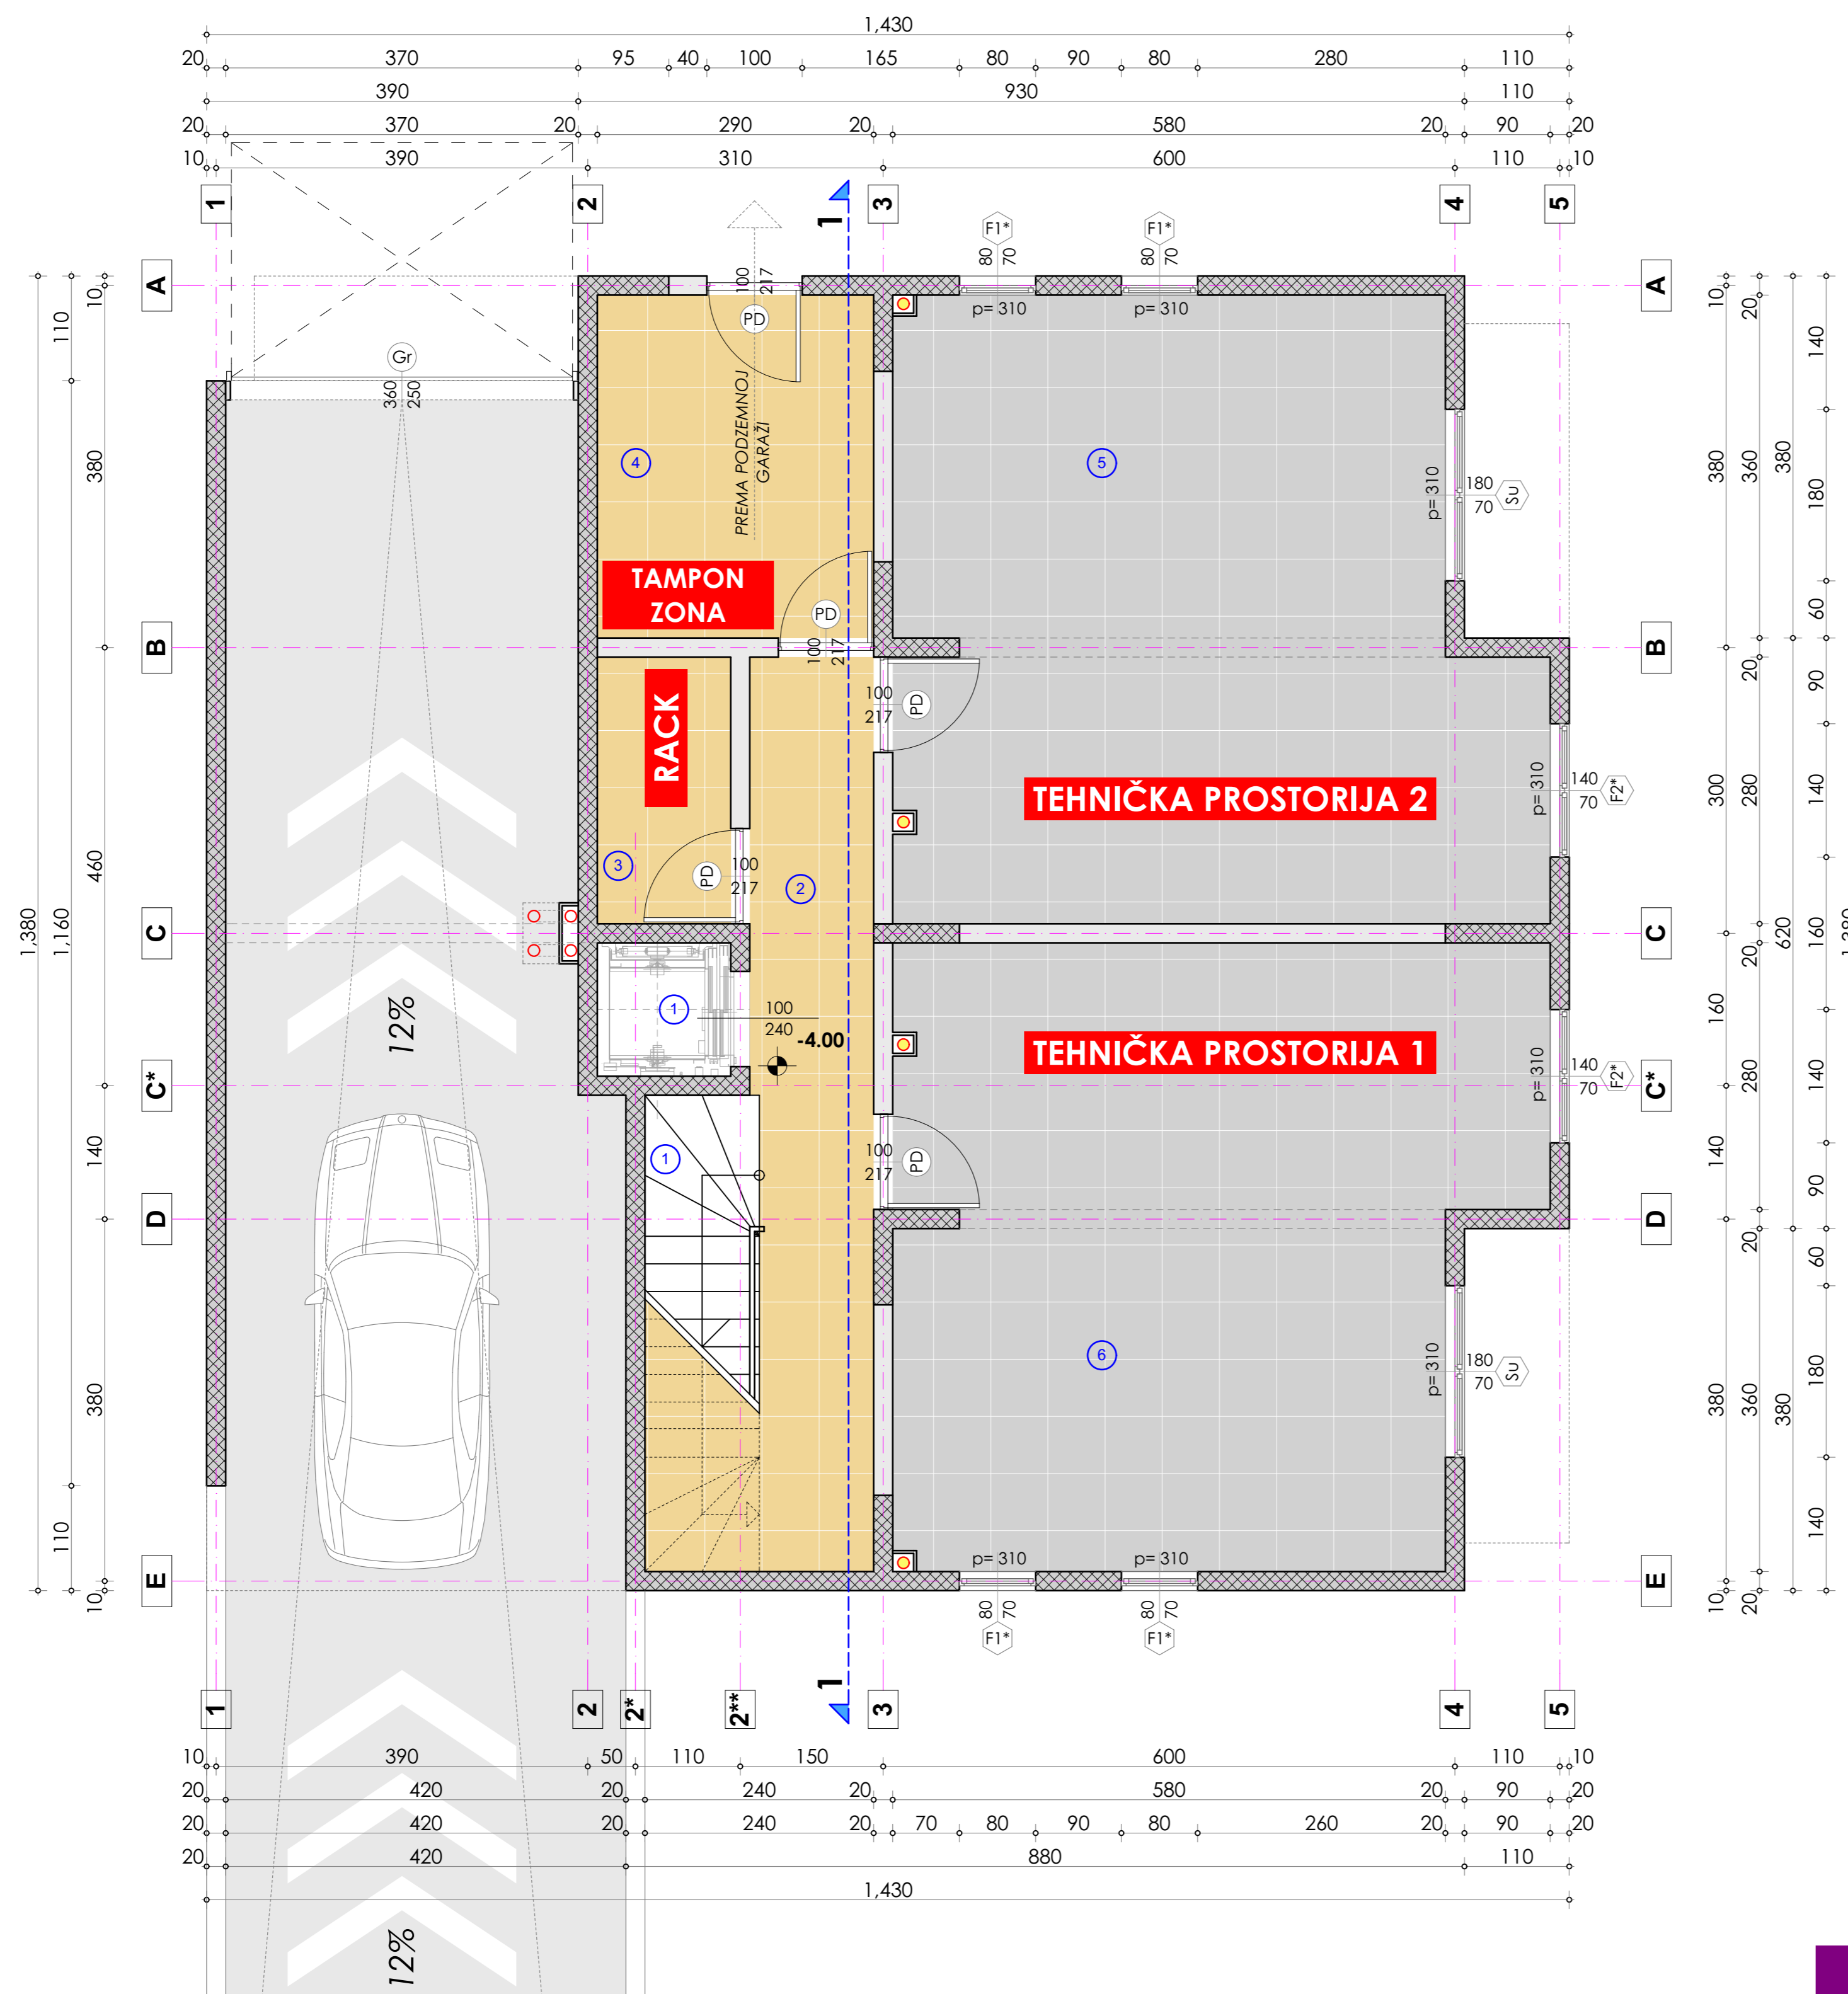 1,430
20 370 95 40 100 165 80 90 80 280 110
390 930 110
20 370 20 290 20 580 20 90 20
10 390 310 600 110 10
1 2 1 3 4 5
F1* F1*
80 70 80 70
A 100 217 A
p= 310 p= 310
PD
Gr
360 250
PREMA PODZEMNOJ
GARAŽI
4 5
p= 310 180 70 Su
TAMPON
ZONA
PD
100 217
B B
RACK
100 217 PD
TEHNIČKA PROSTORIJA 2
p= 310 140 70 F2*
3 PD 100 217 2
C C
1 100 240 -4.00
12%
TEHNIČKA PROSTORIJA 1
p= 310 140 70 F2*
C* C*
1 100 217 PD
D D
6
p= 310 180 70 Su
p= 310 p= 310
E E
80 70 80 70
F1* F1*
1
1 2 2* 2** 3 4 5
10 390 50 110 150 600 110 10
20 420 20 240 20 580 20 90 20
20 420 20 240 20 70 80 90 80 260 20 90 20
20 420 880 110
1,430
12%
1,380
110 1,160 110
10 380 460 140 380 10
10 380 300 160 140 380 10
20 360 20 280 20 280 20 360 20
380 620 380
140 180 60 90 140 160 140 90 60 180 140
1,380